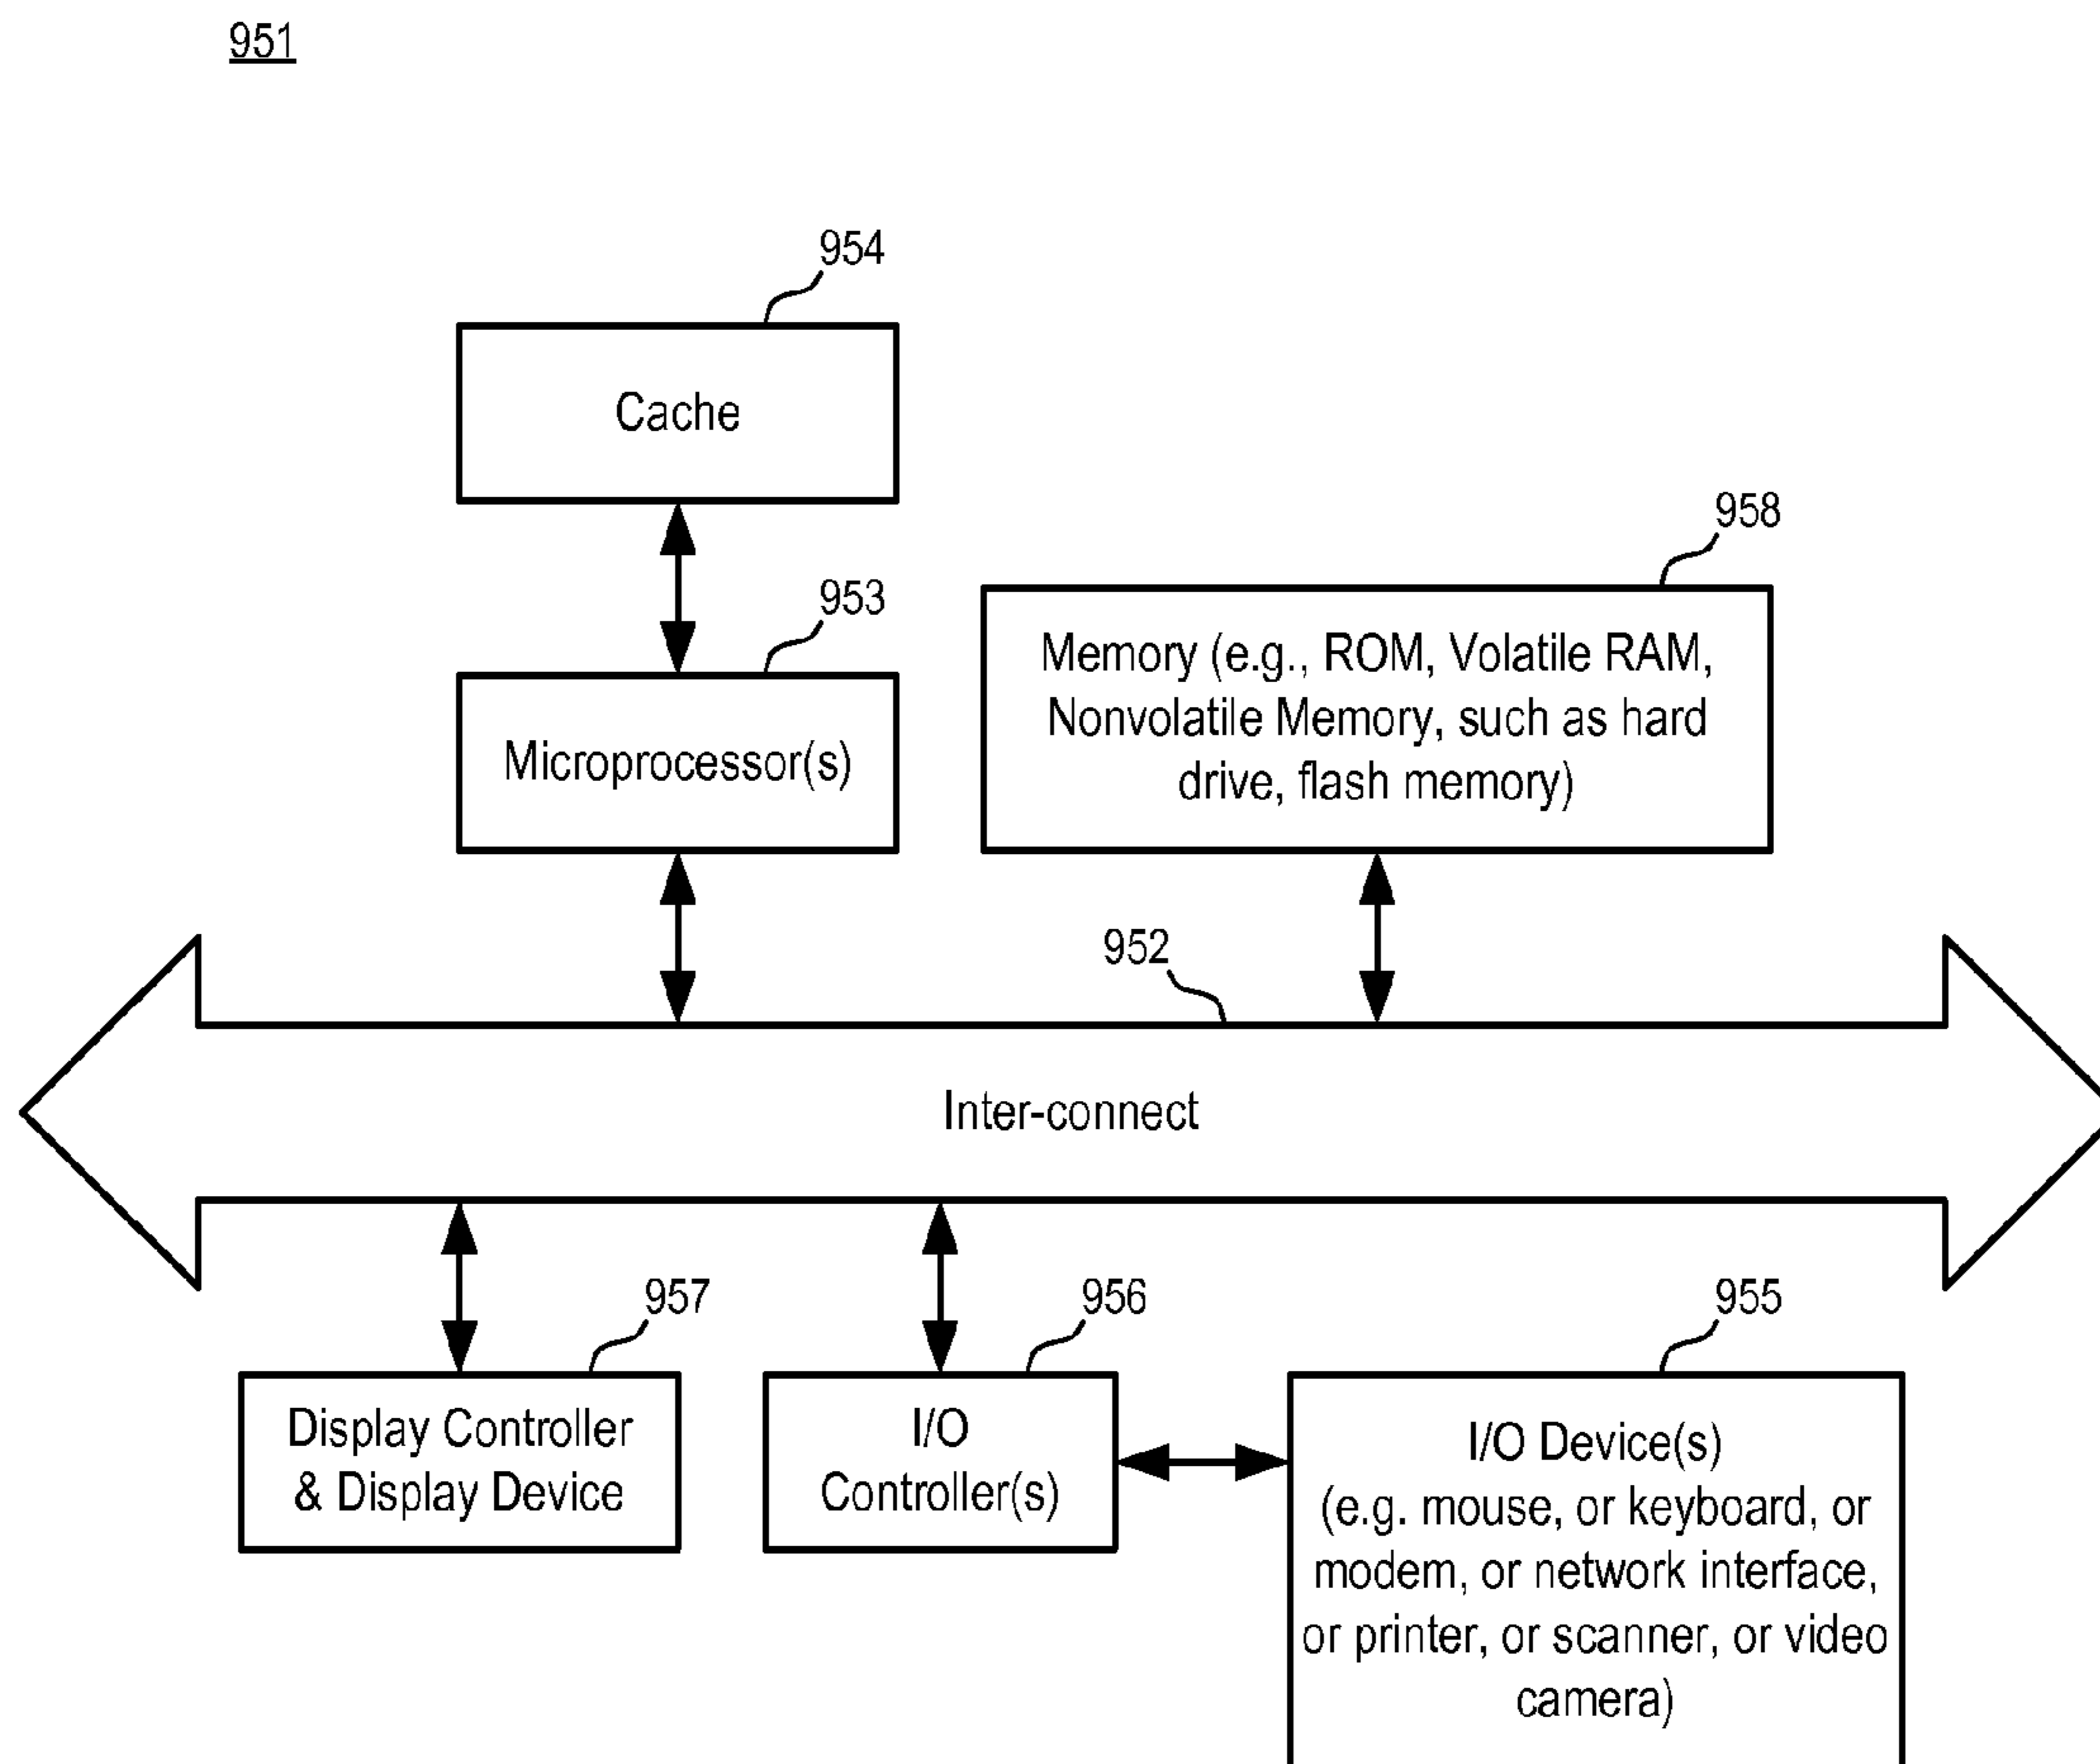 951
954
Cache
958
953
Memory (e.g., ROM, Volatile RAM,
Nonvolatile Memory, such as hard
drive, flash memory)
Microprocessor(s)
952
Inter-connect
957
956
955
Display Controller
& Display Device
I/O
Controller(s)
I/O Device(s)
(e.g. mouse, or keyboard, or
modem, or network interface,
or printer, or scanner, or video
camera)